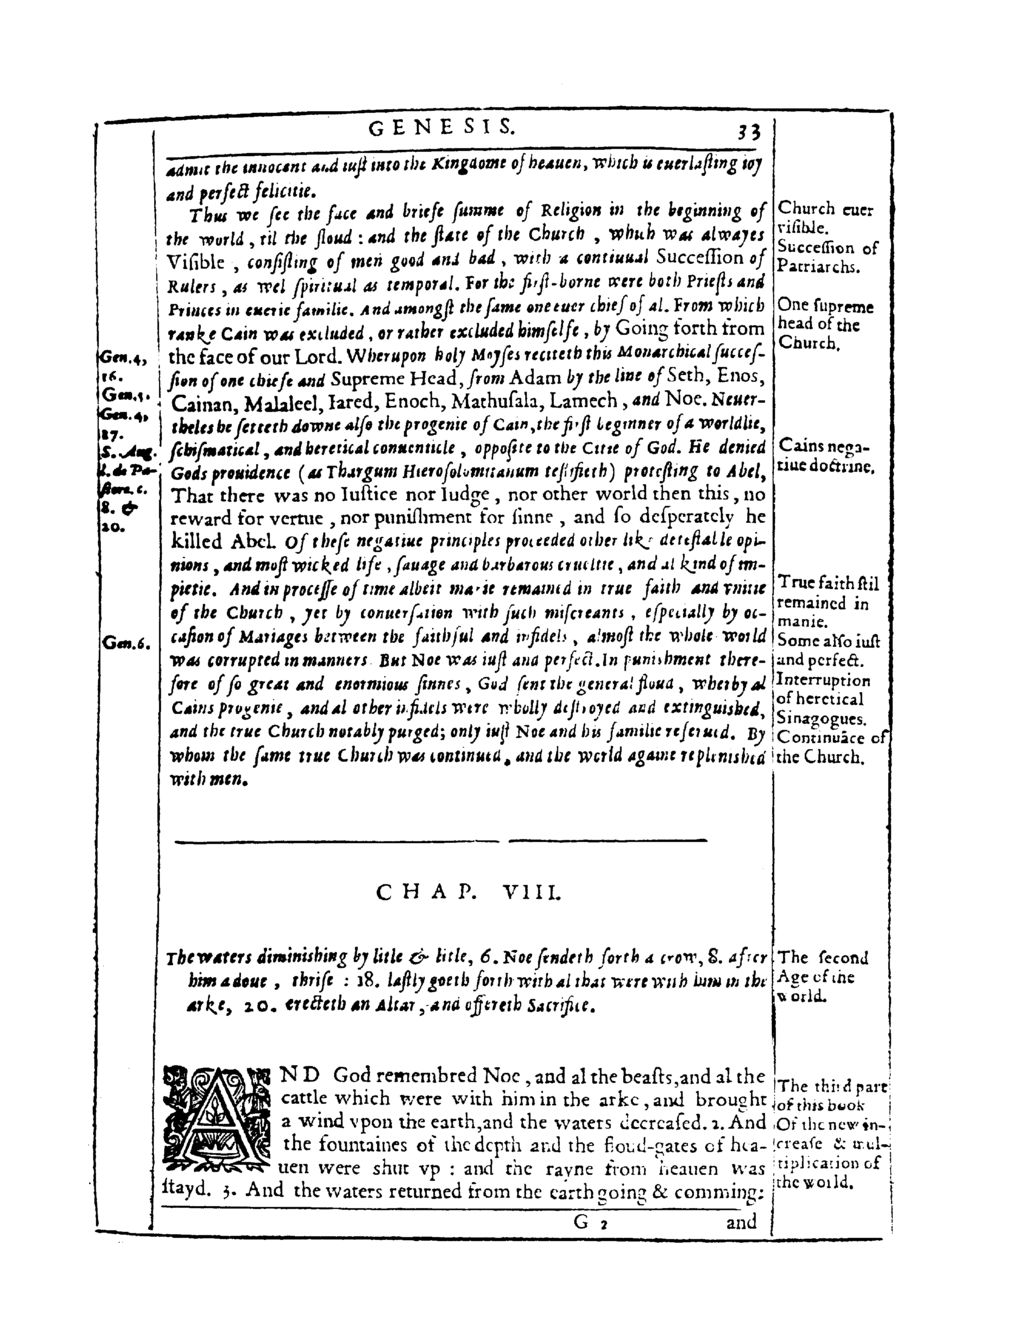 GENESIS. 33
admit the innocent and iust into the Kingdome of heauen, which is euerlasting ioy
and perfect felicitie.
Thus we see the face and briefe summe of Religion in the beginning of
the world, til the floud: and the state of the Church, which was alwayes
Visible, consisting of men good and bad, with a continual Succession of
Rulers, as wel spiritual as temporal. For the first-borne were both Priests and
Princes in euerie familie. And amongst the same one euer chief of al. From which
ranke Cain was excluded, or rather excluded himselfe, by Going forth from
the face of our Lord. Wherupon holy Moyses reciteth this Monarchical succes-
sion of one chiefe and Supreme Head, from Adam by the line of Seth, Enos,
Cainan, Malaleel, Iared, Enoch, Mathusala, Lamech, and Noe. Neuer-
theles he setteth downe also the progenie of Cain, the first beginner of a worldlie,
schismatical, and heretical conuenticle, opposite to the Citie of God. He denied
Gods prouidence (as Thargum Hierosolymitanum testifieth) protesting to Abel,
That there was no Iustice nor Iudge, nor other world then this, no
reward for vertue, nor punishment for sinne, and so desperately he
killed Abel. Of these negatiue principles proceeded other like detestable opi-
nions, and most wicked life, sauage and barbarous crueltie, and al kind of im-
pietie. And in processe of time albeit manie remained in true faith and vnitie
of the Church, yet by conuersation with such miscreants, especially by oc-
casion of Mariages between the faithful and infidels, almost the whole world
was corrupted in manners. But Noe was iust and perfect. In punishment there-
fore of so great and enormious sinnes, God sent the general floud, wherby al
Cains progenie, and al other infidels were wholly destroyed and extinguished,
and the true Church notably purged; only iust Noe and his familie reserued. By
whom the same true Church was continued, and the world againe replenished
with men.
Gen. 4,
16.
Gen. 5.
Gen. 4,
17.
S. Aug.
l. de Pa-
stora. c.
8. &
20.
Gen. 6.
Church euer
visible.
Succession of
Patriarchs.
One supreme
head of the
Church.
Cains nega-
tiue doctrine.
True faith stil
remained in
manie.
Some also iust
and perfect.
Interruption
of heretical
Sinagogues.
Continuāce of
the Church.
CHAP. VIII.
The waters diminishing by litle & litle, 6. Noe sendeth forth a crow, 8. after
him a doue, thrise: 18. lastly goeth forth with al that were with him in the
arke, 20. erecteth an Altar, and offereth Sacrifice.
The second
Age of the
world.
AND God remembred Noe, and al the beasts, and al the
cattle which were with him in the arke, and brought
a wind vpon the earth, and the waters decreased. 2. And
the fountaines of the depth and the floud-gates of hea-
uen were shut vp: and the rayne from heauen was
stayd. 3. And the waters returned from the earth going & comming:
The third part
of this book
Of the new in-
crease & mul-
tiplication of
the world.
G 2 and